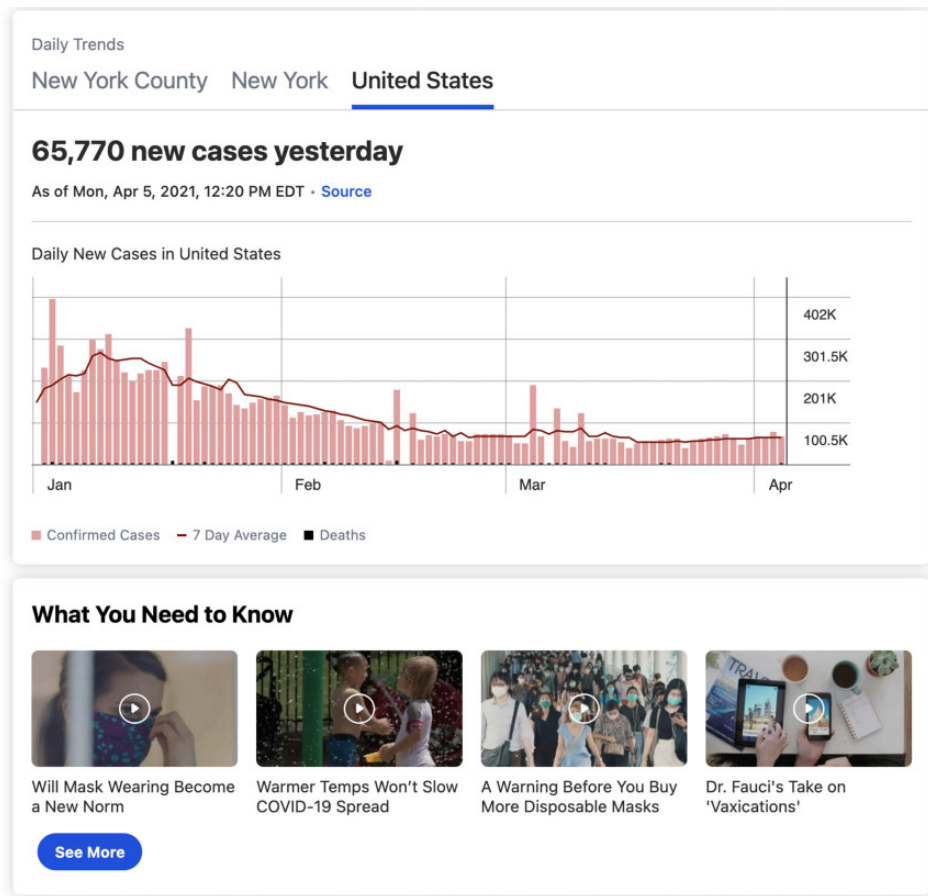 Daily Trends
New York County New York United States
65,770 new cases yesterday
As of Mon, Apr 5, 2021, 12:20 PM EDT · Source
Daily New Cases in United States
402K
301.5K
201K
100.5K
Jan Feb Mar Apr
Confirmed Cases 7 Day Average Deaths
What You Need to Know
TRA
Will Mask Wearing Become
a New Norm
Warmer Temps Won't Slow
COVID-19 Spread
A Warning Before You Buy
More Disposable Masks
Dr. Fauci's Take on
'Vaxications'
See More